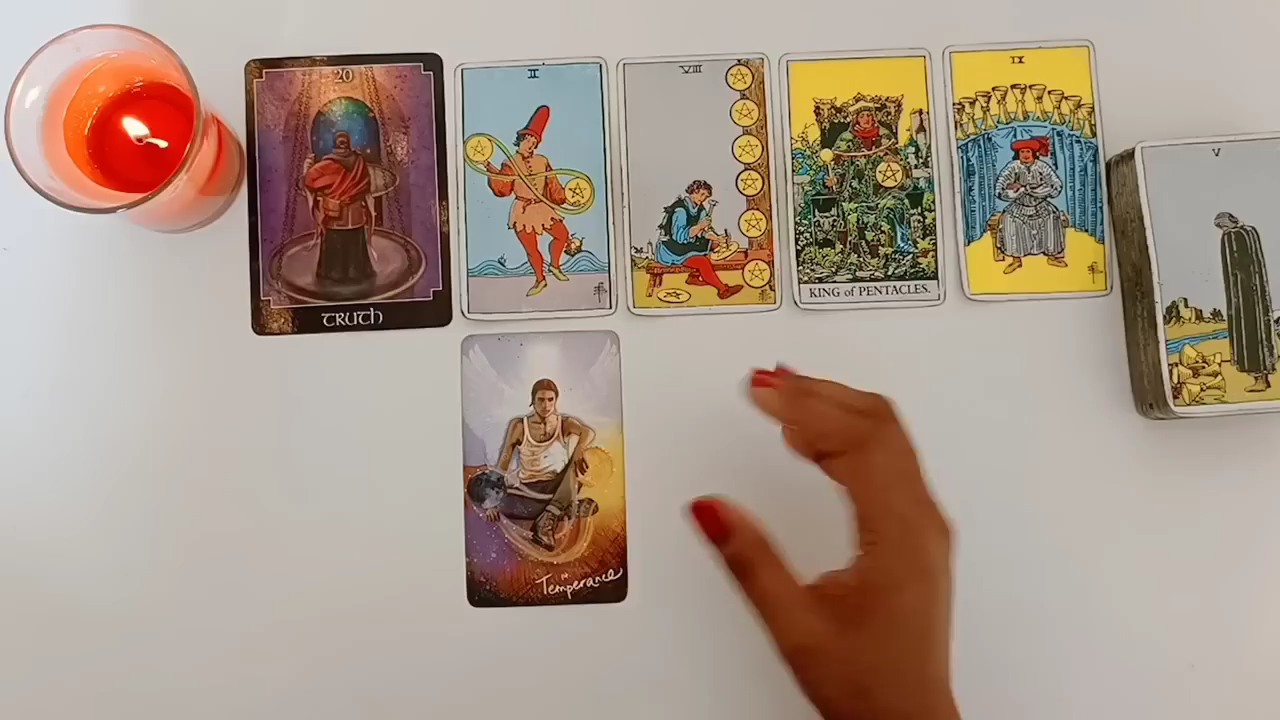 20
TRUTH
II
VIII
KING of PENTACLES.
IX
V
Temperance